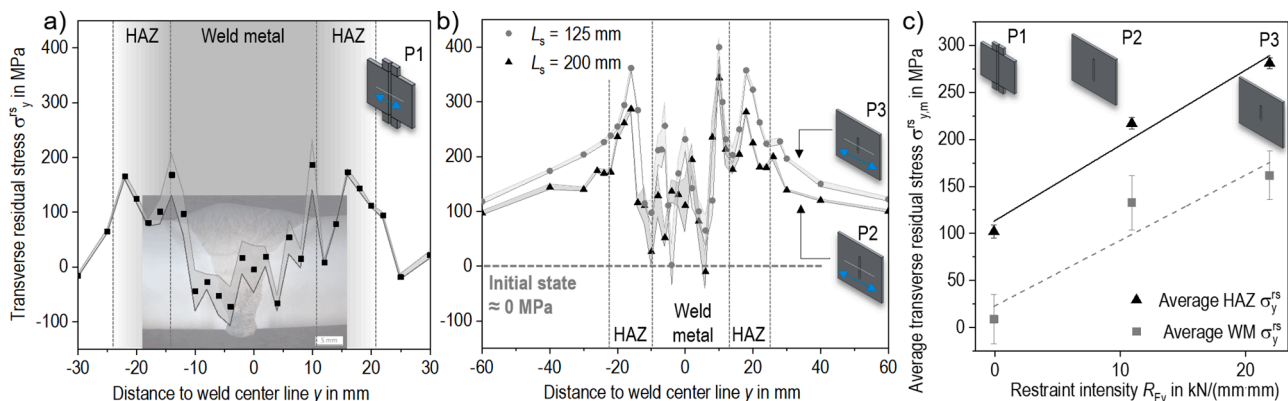 a)
Transverse residual stress σ^rs_y in MPa
400
300
200
100
0
-100
HAZ
Weld metal
HAZ
P1
5 mm
-30
-20
-10
0
10
20
30
Distance to weld center line y in mm
b)
400
300
200
100
0
-100
L_s = 125 mm
L_s = 200 mm
P3
P2
Initial state
≈ 0 MPa
HAZ
Weld
metal
HAZ
-60
-40
-20
0
20
40
60
Distance to weld center line y in mm
c)
Average transverse residual stress σ^rs_y,m in MPa
300
250
200
150
100
50
0
P1
P2
P3
Average HAZ σ^rs_y
Average WM σ^rs_y
0
10
20
Restraint intensity R_Fy in kN/(mm·mm)